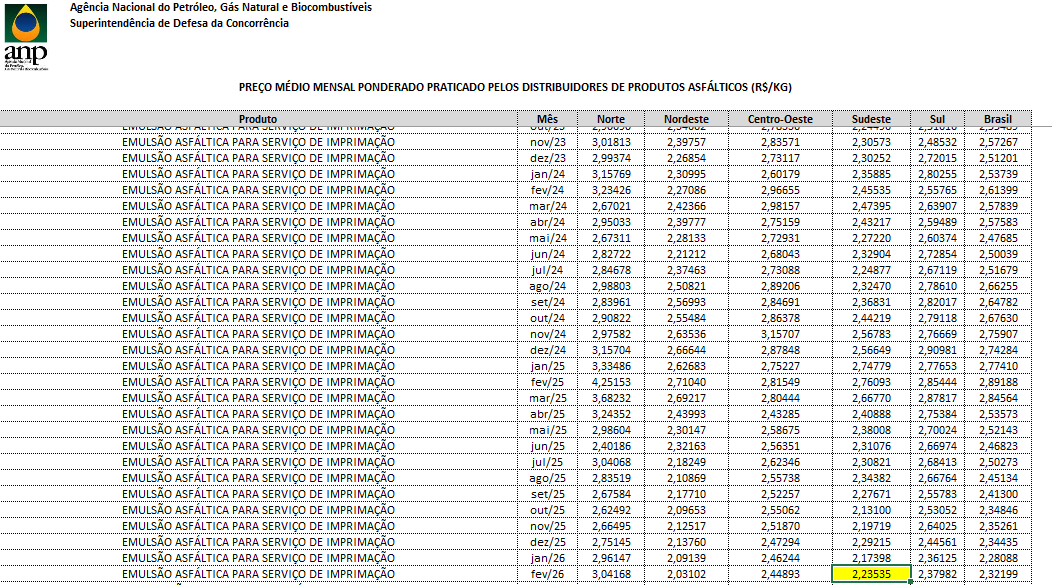 Agência Nacional do Petróleo, Gás Natural e Biocombustíveis
Superintendência de Defesa da Concorrência
anp
PREÇO MÉDIO MENSAL PONDERADO PRATICADO PELOS DISTRIBUIDORES DE PRODUTOS ASFÁLTICOS (R$/KG)
Produto Mês Norte Nordeste Centro-Oeste Sudeste Sul Brasil
EMULSÃO ASFÁLTICA PARA SERVIÇO DE IMPRIMAÇÃO out/23
EMULSÃO ASFÁLTICA PARA SERVIÇO DE IMPRIMAÇÃO nov/23 3,01813 2,39757 2,83571 2,30573 2,48532 2,57267
EMULSÃO ASFÁLTICA PARA SERVIÇO DE IMPRIMAÇÃO dez/23 2,99374 2,26854 2,73117 2,30252 2,72015 2,51201
EMULSÃO ASFÁLTICA PARA SERVIÇO DE IMPRIMAÇÃO jan/24 3,15769 2,30995 2,60179 2,35885 2,80255 2,53739
EMULSÃO ASFÁLTICA PARA SERVIÇO DE IMPRIMAÇÃO fev/24 3,23426 2,27086 2,96655 2,45535 2,55765 2,61399
EMULSÃO ASFÁLTICA PARA SERVIÇO DE IMPRIMAÇÃO mar/24 2,67021 2,42366 2,98157 2,47395 2,63907 2,57839
EMULSÃO ASFÁLTICA PARA SERVIÇO DE IMPRIMAÇÃO abr/24 2,95033 2,39777 2,75159 2,43217 2,59489 2,57583
EMULSÃO ASFÁLTICA PARA SERVIÇO DE IMPRIMAÇÃO mai/24 2,67311 2,28133 2,72931 2,27220 2,60374 2,47685
EMULSÃO ASFÁLTICA PARA SERVIÇO DE IMPRIMAÇÃO jun/24 2,82722 2,21212 2,68043 2,32904 2,72854 2,50039
EMULSÃO ASFÁLTICA PARA SERVIÇO DE IMPRIMAÇÃO jul/24 2,84678 2,37463 2,73088 2,24877 2,67119 2,51679
EMULSÃO ASFÁLTICA PARA SERVIÇO DE IMPRIMAÇÃO ago/24 2,98803 2,50821 2,89206 2,32470 2,78610 2,66255
EMULSÃO ASFÁLTICA PARA SERVIÇO DE IMPRIMAÇÃO set/24 2,83961 2,56993 2,84691 2,36831 2,82017 2,64782
EMULSÃO ASFÁLTICA PARA SERVIÇO DE IMPRIMAÇÃO out/24 2,90822 2,55484 2,86378 2,44219 2,79118 2,67630
EMULSÃO ASFÁLTICA PARA SERVIÇO DE IMPRIMAÇÃO nov/24 2,97582 2,63536 3,15707 2,56783 2,76669 2,75907
EMULSÃO ASFÁLTICA PARA SERVIÇO DE IMPRIMAÇÃO dez/24 3,15704 2,66644 2,87848 2,56649 2,90981 2,74284
EMULSÃO ASFÁLTICA PARA SERVIÇO DE IMPRIMAÇÃO jan/25 3,33486 2,62683 2,75227 2,74779 2,77653 2,77410
EMULSÃO ASFÁLTICA PARA SERVIÇO DE IMPRIMAÇÃO fev/25 4,25153 2,71040 2,81549 2,76093 2,85444 2,89188
EMULSÃO ASFÁLTICA PARA SERVIÇO DE IMPRIMAÇÃO mar/25 3,68232 2,69217 2,80444 2,66770 2,87817 2,84564
EMULSÃO ASFÁLTICA PARA SERVIÇO DE IMPRIMAÇÃO abr/25 3,24352 2,43993 2,43285 2,40888 2,75384 2,53573
EMULSÃO ASFÁLTICA PARA SERVIÇO DE IMPRIMAÇÃO mai/25 2,98604 2,30147 2,58675 2,38008 2,70024 2,52143
EMULSÃO ASFÁLTICA PARA SERVIÇO DE IMPRIMAÇÃO jun/25 2,40186 2,32163 2,56351 2,31076 2,66974 2,46823
EMULSÃO ASFÁLTICA PARA SERVIÇO DE IMPRIMAÇÃO jul/25 3,04068 2,18249 2,62346 2,30821 2,68413 2,50273
EMULSÃO ASFÁLTICA PARA SERVIÇO DE IMPRIMAÇÃO ago/25 2,83519 2,10869 2,55738 2,34382 2,66764 2,45134
EMULSÃO ASFÁLTICA PARA SERVIÇO DE IMPRIMAÇÃO set/25 2,67584 2,17710 2,52257 2,27671 2,55783 2,41300
EMULSÃO ASFÁLTICA PARA SERVIÇO DE IMPRIMAÇÃO out/25 2,62492 2,09653 2,55062 2,13100 2,53052 2,34846
EMULSÃO ASFÁLTICA PARA SERVIÇO DE IMPRIMAÇÃO nov/25 2,66495 2,12517 2,51870 2,19719 2,64025 2,35261
EMULSÃO ASFÁLTICA PARA SERVIÇO DE IMPRIMAÇÃO dez/25 2,75145 2,13760 2,47294 2,29215 2,44561 2,34435
EMULSÃO ASFÁLTICA PARA SERVIÇO DE IMPRIMAÇÃO jan/26 2,96147 2,09139 2,46244 2,17398 2,36125 2,28088
EMULSÃO ASFÁLTICA PARA SERVIÇO DE IMPRIMAÇÃO fev/26 3,04168 2,03102 2,44893 2,23535 2,37982 2,32199